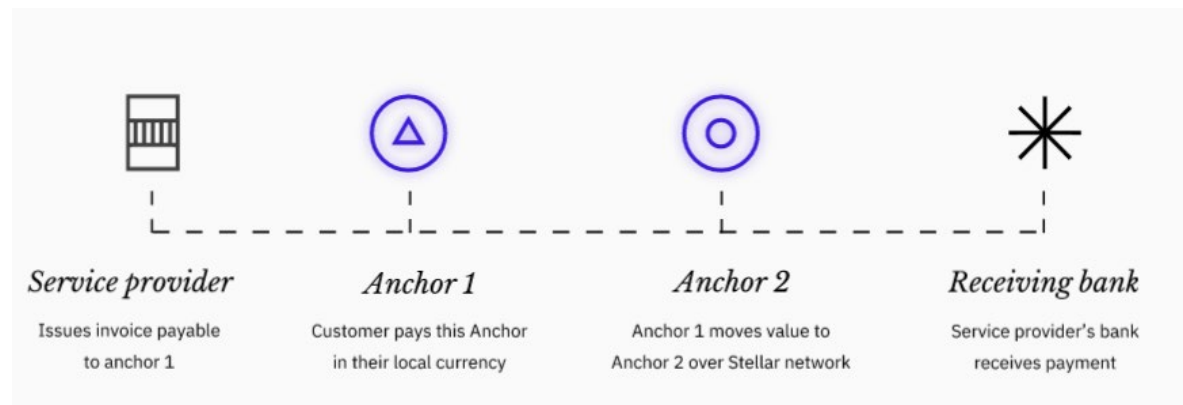 Service provider
Issues invoice payable
to anchor 1
Anchor 1
Customer pays this Anchor
in their local currency
Anchor 2
Anchor 1 moves value to
Anchor 2 over Stellar network
Receiving bank
Service provider's bank
receives payment